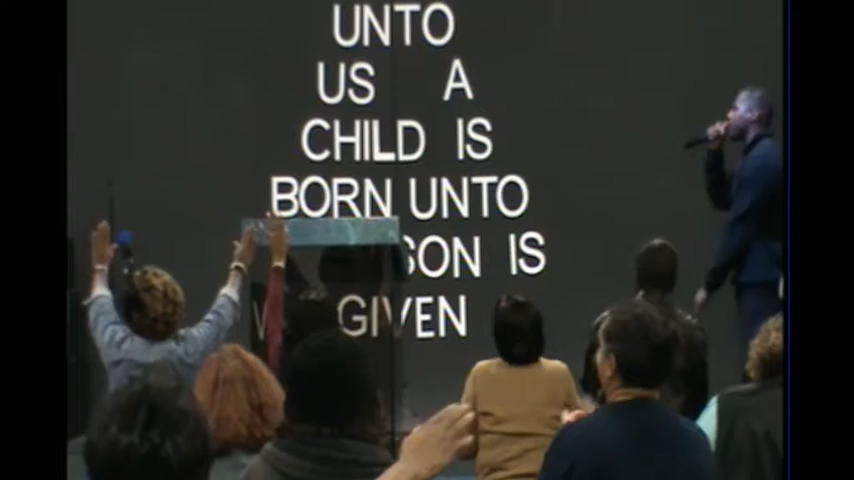 UNTO
US A
CHILD IS
BORN UNTO
SON IS
GIVEN